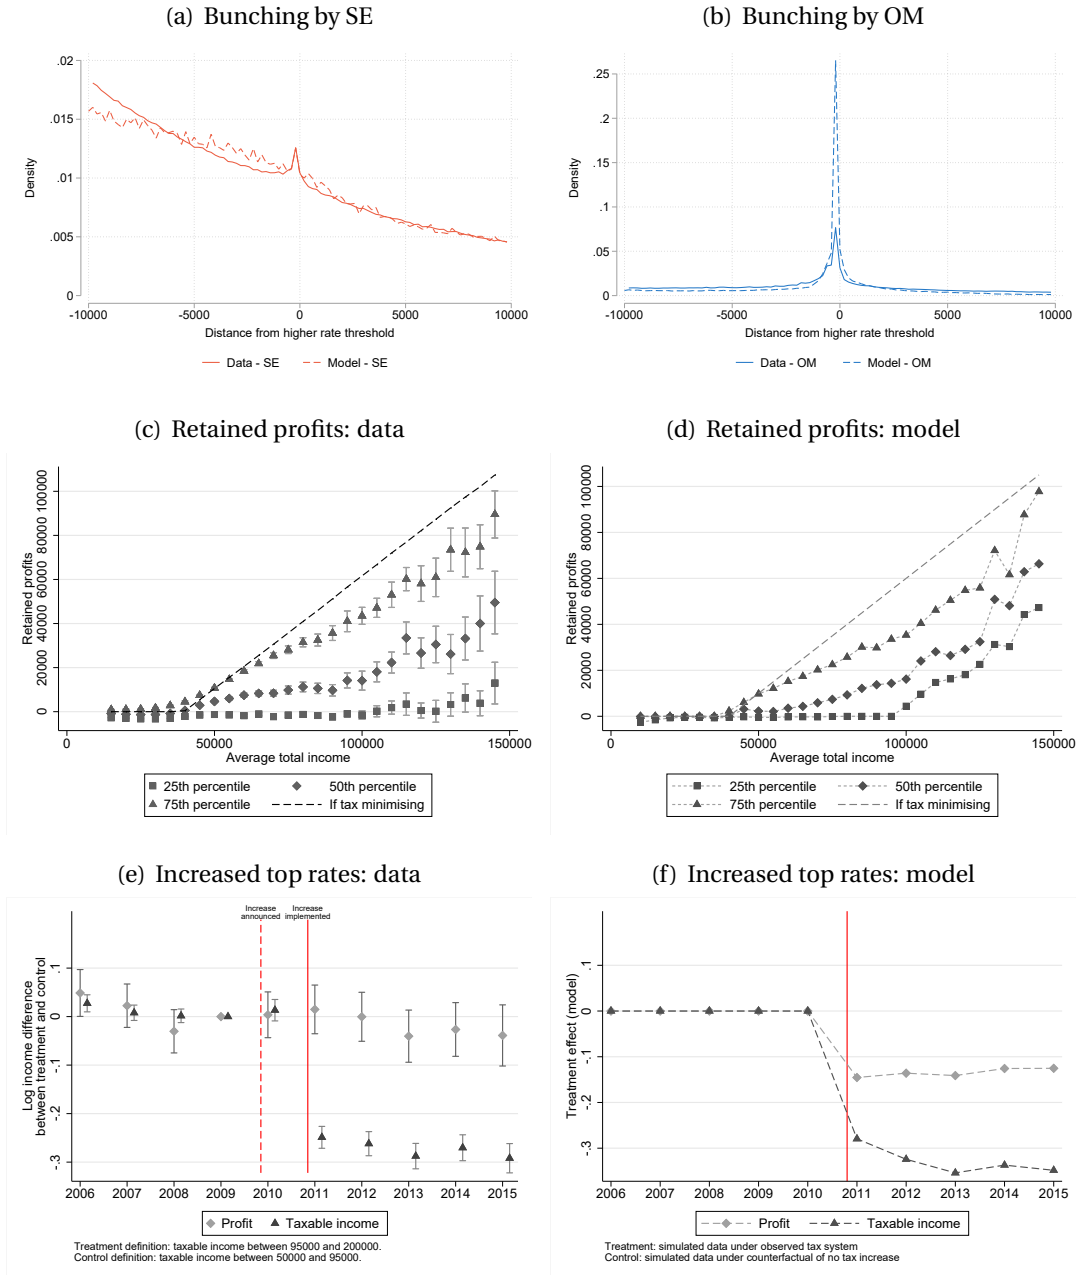 (a) Bunching by SE
.02
.015
.01
.005
0
Density
-10000
-5000
0
5000
10000
Distance from higher rate threshold
Data - SE
Model - SE
(b) Bunching by OM
.25
.2
.15
.1
.05
0
Density
-10000
-5000
0
5000
10000
Distance from higher rate threshold
Data - OM
Model - OM
(c) Retained profits: data
Retained profits
0 20000 40000 60000 80000 100000
0
50000
100000
150000
Average total income
25th percentile
50th percentile
75th percentile
If tax minimising
(d) Retained profits: model
Retained profits
0 20000 40000 60000 80000 100000
0
50000
100000
150000
Average total income
25th percentile
50th percentile
75th percentile
If tax minimising
(e) Increased top rates: data
Increase
announced
Increase
implemented
Log income difference
between treatment and control
-.3 -.2 -.1 0 .1
2006 2007 2008 2009 2010 2011 2012 2013 2014 2015
Profit
Taxable income
Treatment definition: taxable income between 95000 and 200000.
Control definition: taxable income between 50000 and 95000.
(f) Increased top rates: model
Treatment effect (model)
-.3 -.2 -.1 0 .1
2006 2007 2008 2009 2010 2011 2012 2013 2014 2015
Profit
Taxable income
Treatment: simulated data under observed tax system
Control: simulated data under counterfactual of no tax increase